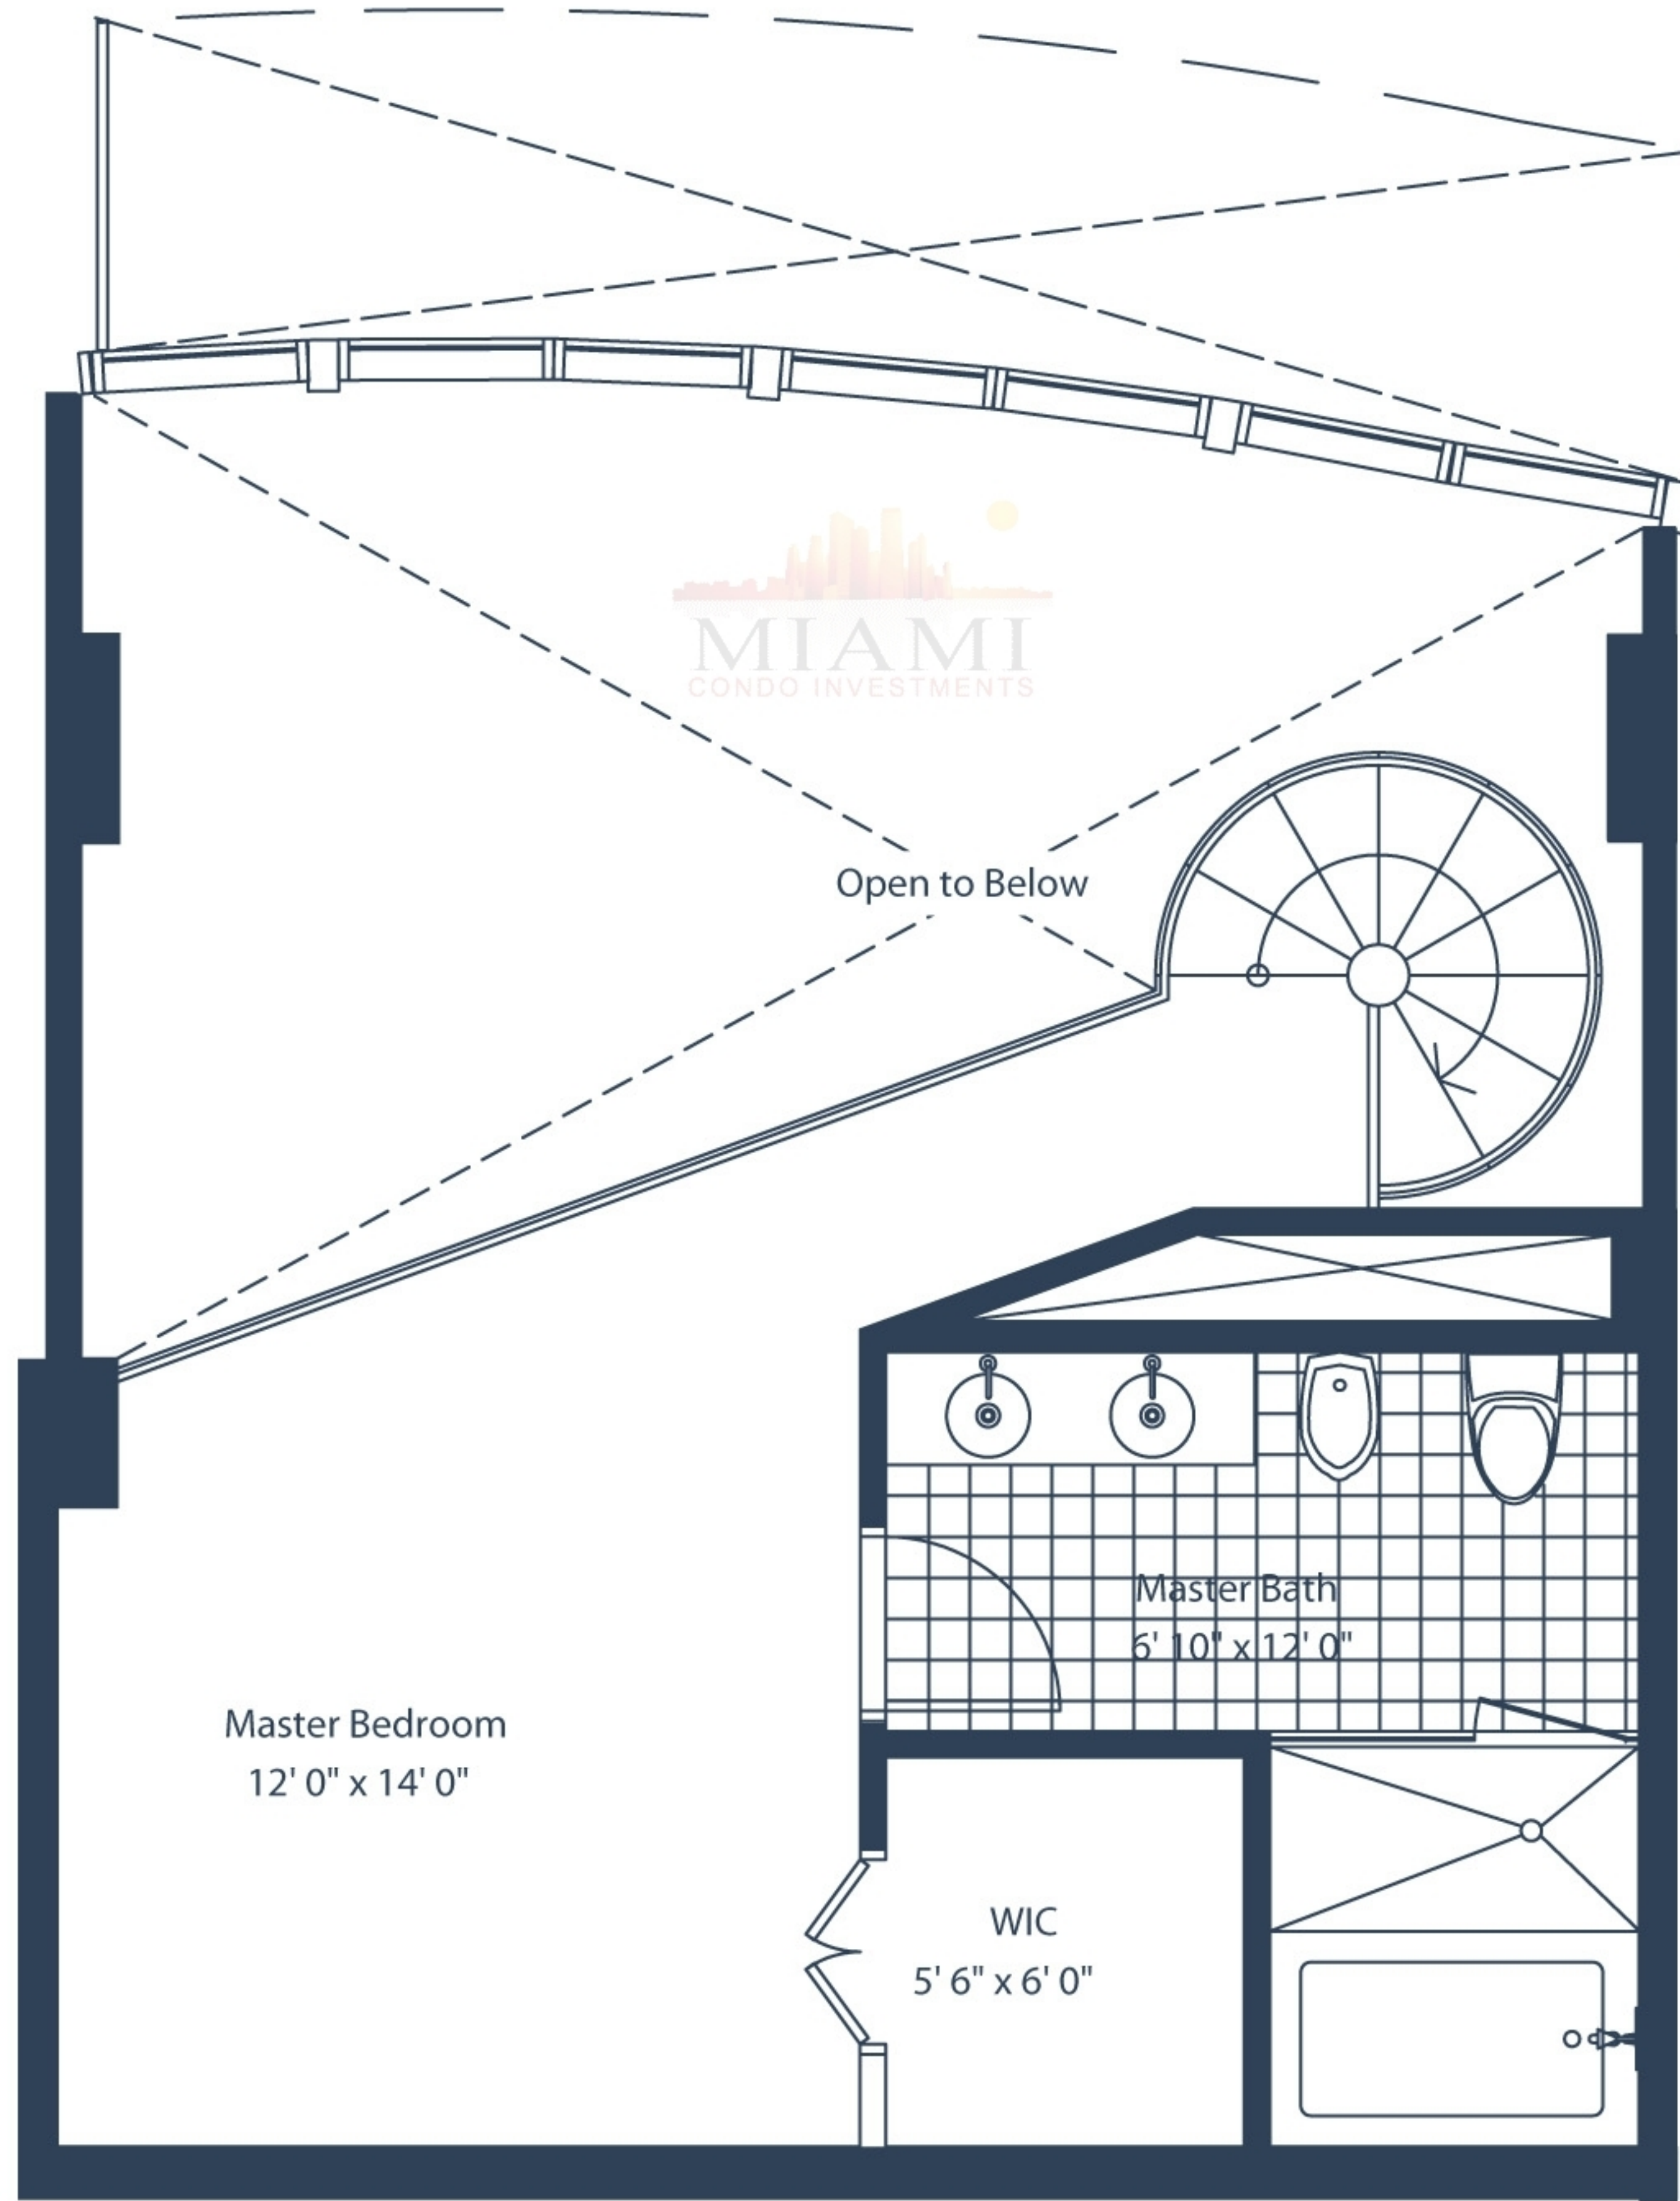 MIAMI
CONDO INVESTMENTS
Open to Below
Master Bath
6' 10" x 12' 0"
Master Bedroom
12' 0" x 14' 0"
WIC
5' 6" x 6' 0"